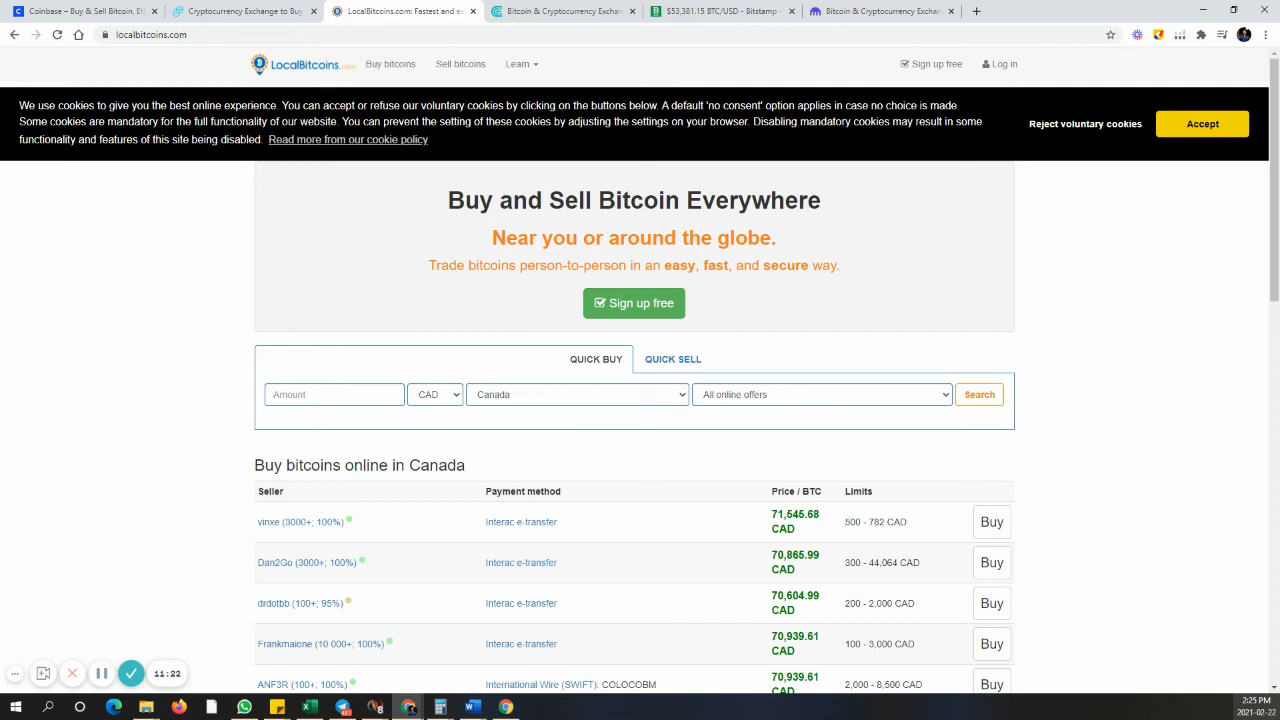 Coinbase – Buy & Sell Bitcoin, Et
Cryptocurrency Exchange to Buy
LocalBitcoins.com: Fastest and e
Bitcoin & Cryptocurrency Exchan
$53,381.15 BTC/USD - Bitstamp –
Bitcoin & Cryptocurrency Exchan
localbitcoins.com
LocalBitcoins.com
Buy bitcoins
Sell bitcoins
Learn
Sign up free
Log in
We use cookies to give you the best online experience. You can accept or refuse our voluntary cookies by clicking on the buttons below. A default 'no consent' option applies in case no choice is made.
Some cookies are mandatory for the full functionality of our website. You can prevent the setting of these cookies by adjusting the settings on your browser. Disabling mandatory cookies may result in some
functionality and features of this site being disabled. Read more from our cookie policy
Reject voluntary cookies
Accept
Buy and Sell Bitcoin Everywhere
Near you or around the globe.
Trade bitcoins person-to-person in an easy, fast, and secure way.
Sign up free
QUICK BUY
QUICK SELL
Amount
CAD
Canada
All online offers
Search
Buy bitcoins online in Canada
Seller Payment method Price / BTC Limits
vinxe (3000+; 100%) Interac e-transfer 71,545.68 CAD 500 - 782 CAD Buy
Dan2Go (3000+; 100%) Interac e-transfer 70,865.99 CAD 300 - 44,064 CAD Buy
drdotbb (100+; 95%) Interac e-transfer 70,604.99 CAD 200 - 2,000 CAD Buy
Frankmaione (10 000+; 100%) Interac e-transfer 70,939.61 CAD 100 - 3,000 CAD Buy
ANF3R (100+; 100%) International Wire (SWIFT): COLOCOBM 70,939.61 CAD 2,000 - 8,500 CAD Buy
11:22
2:25 PM
2021-02-22